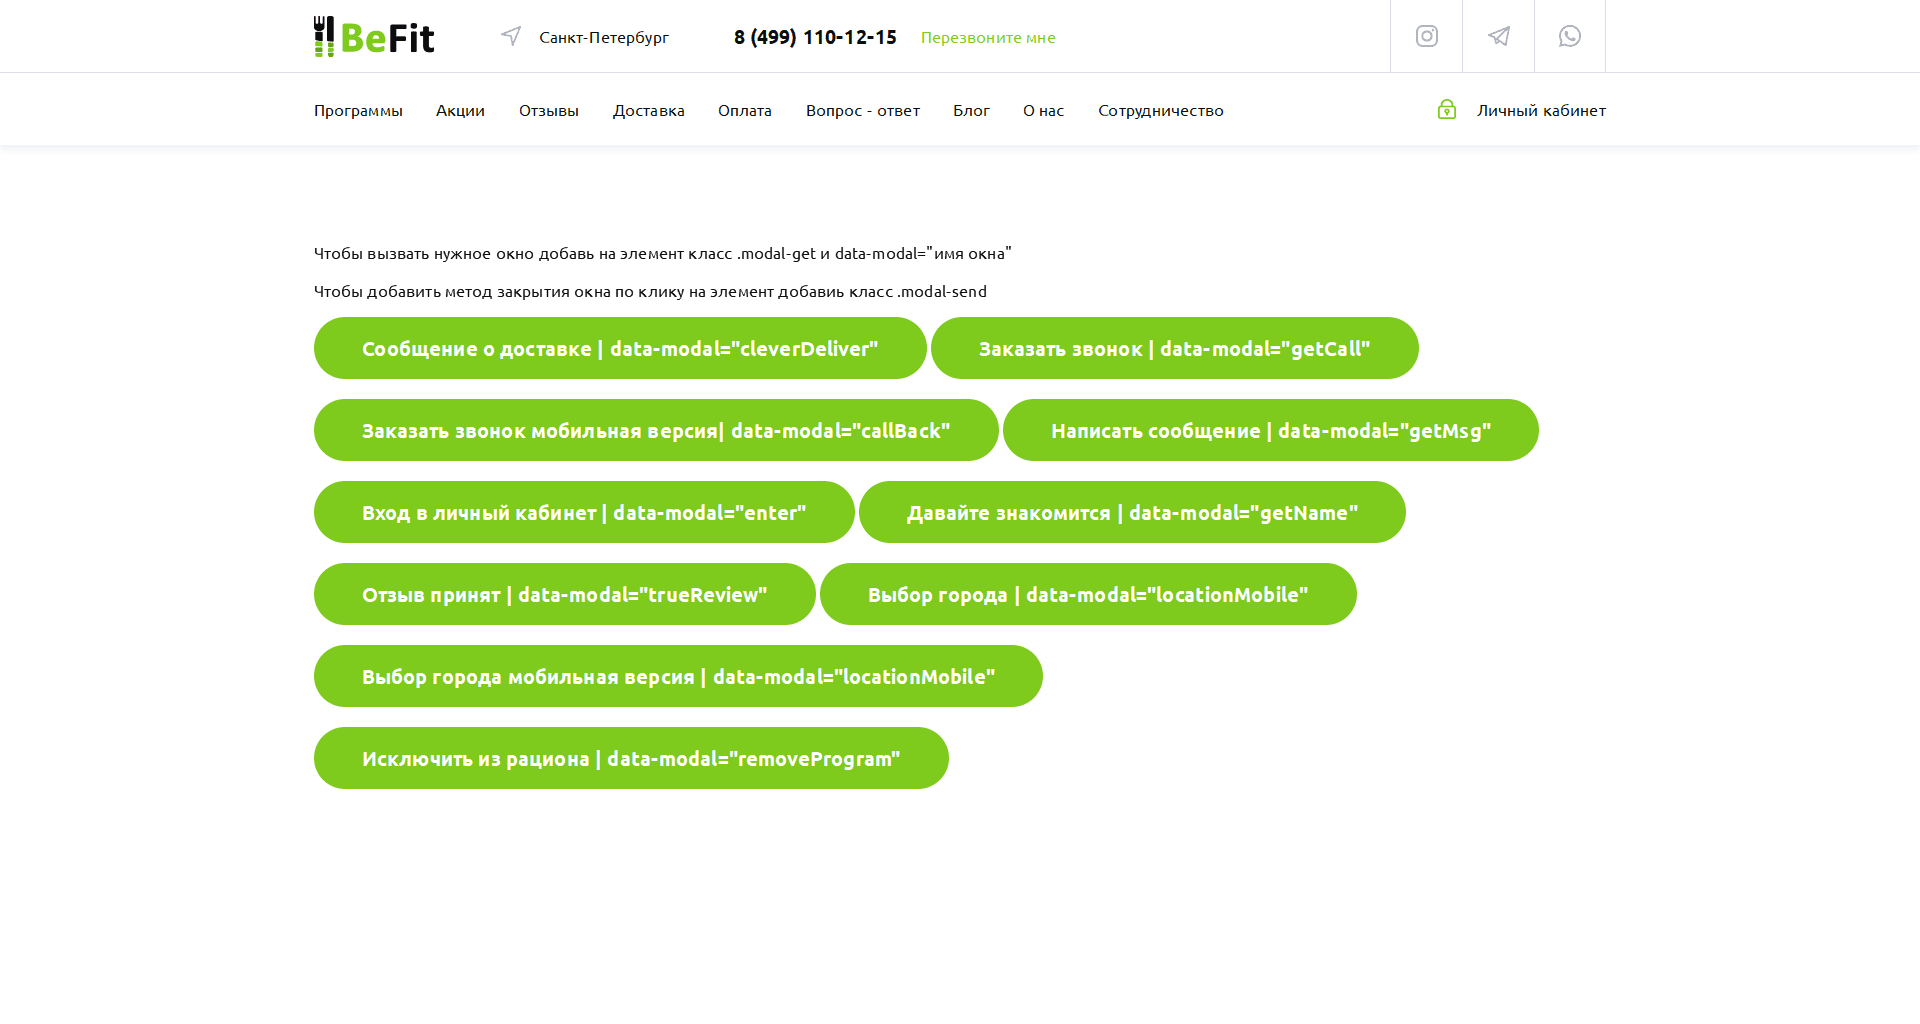 BeFit
Санкт-Петербург
8 (499) 110-12-15
Перезвоните мне
Программы Акции Отзывы Доставка Оплата Вопрос - ответ Блог О нас Сотрудничество Личный кабинет
Чтобы вызвать нужное окно добавь на элемент класс .modal-get и data-modal="имя окна"
Чтобы добавить метод закрытия окна по клику на элемент добавиь класс .modal-send
Сообщение о доставке | data-modal="cleverDeliver" Заказать звонок | data-modal="getCall"
Заказать звонок мобильная версия| data-modal="callBack" Написать сообщение | data-modal="getMsg"
Вход в личный кабинет | data-modal="enter" Давайте знакомится | data-modal="getName"
Отзыв принят | data-modal="trueReview" Выбор города | data-modal="locationMobile"
Выбор города мобильная версия | data-modal="locationMobile"
Исключить из рациона | data-modal="removeProgram"